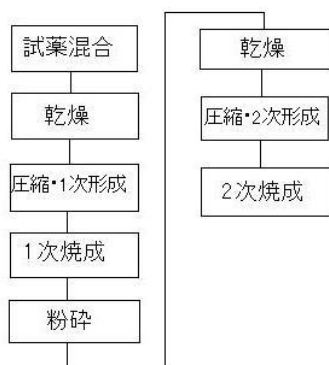 試薬混合
乾燥
圧縮・1次形成
1次焼成
粉砕
乾燥
圧縮・2次形成
2次焼成